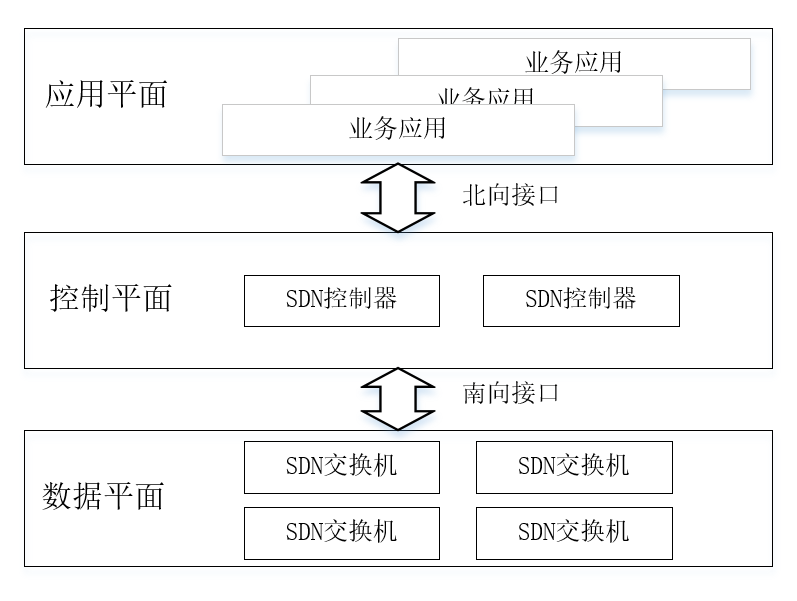 业务应用
业务应用
应用平面
业务应用
北向接口
控制平面
SDN控制器
SDN控制器
南向接口
SDN交换机
SDN交换机
数据平面
SDN交换机
SDN交换机